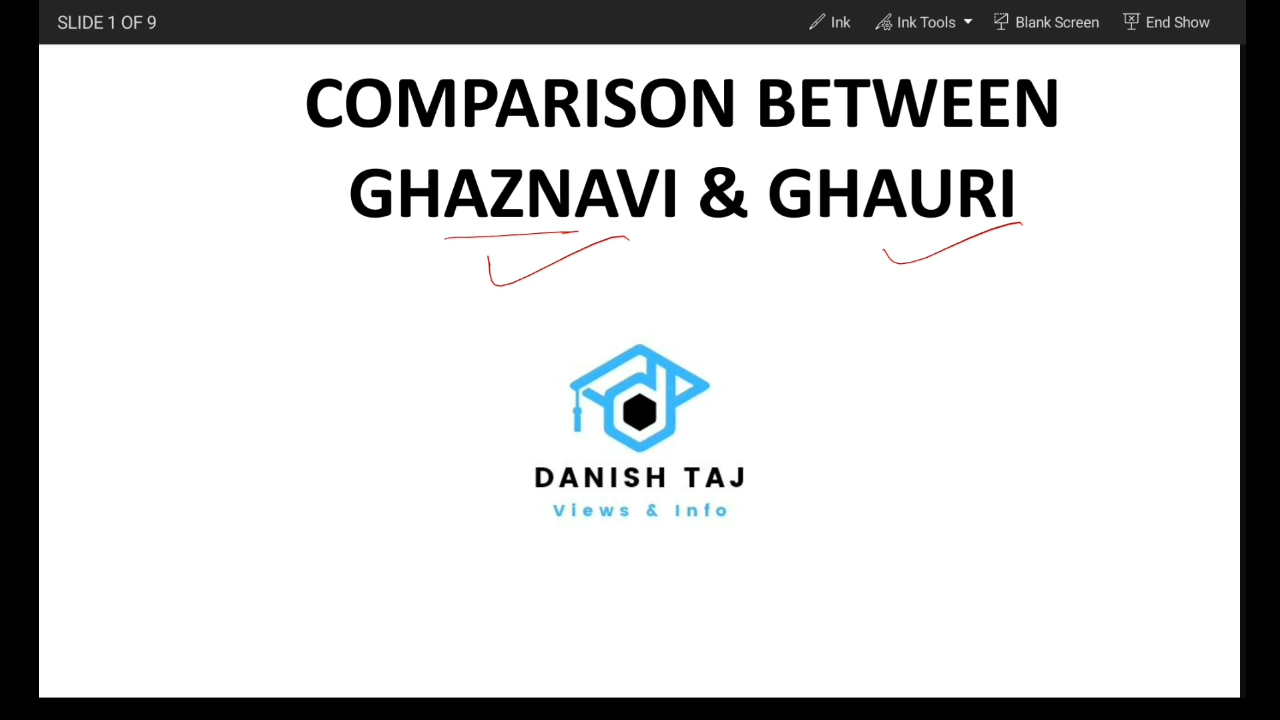 SLIDE 1 OF 9 Ink Ink Tools Blank Screen End Show
COMPARISON BETWEEN
GHAZNAVI & GHAURI
DANISH TAJ
Views & Info